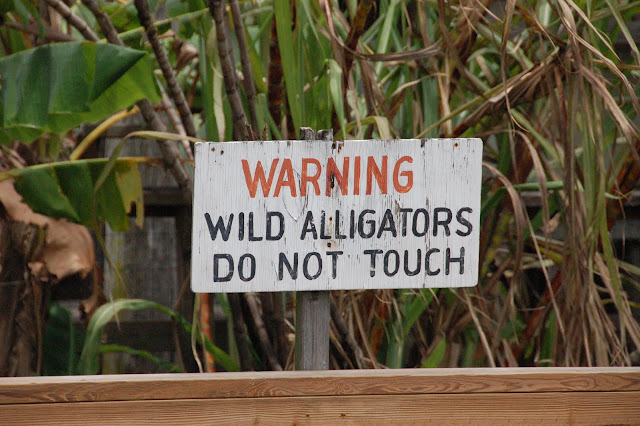 WARNING
WILD ALLIGATORS
DO NOT TOUCH